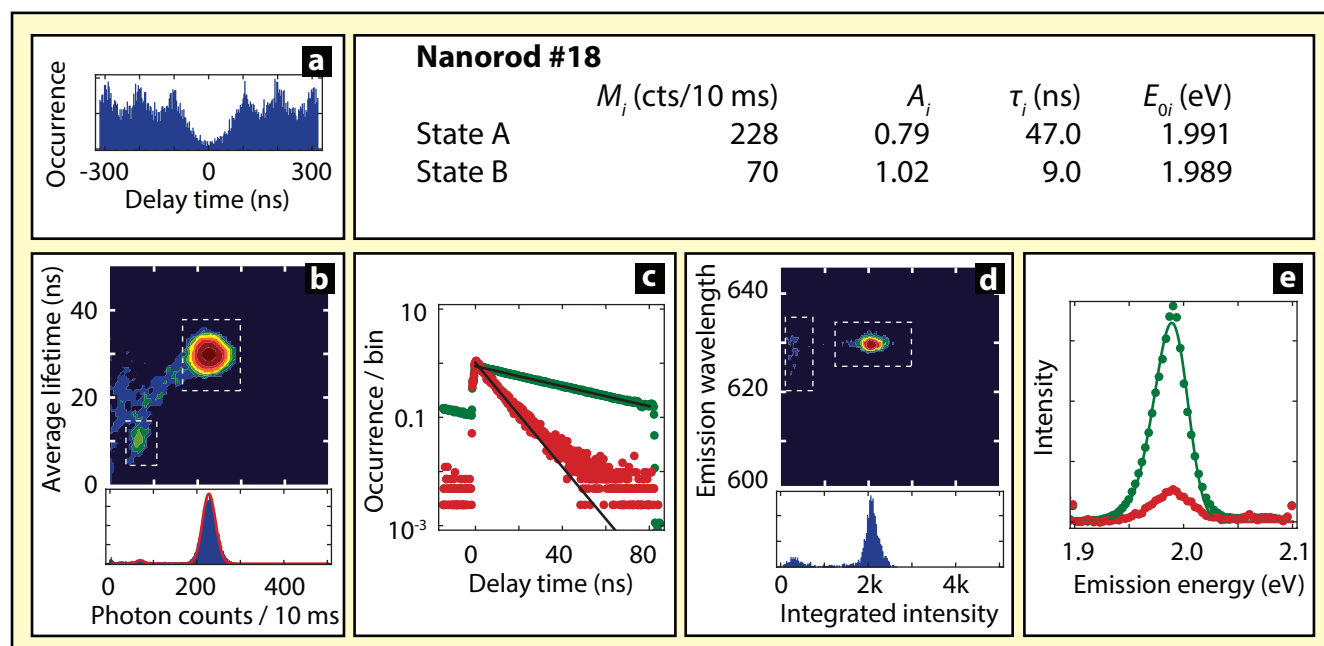 a
Occurrence
-300 0 300
Delay time (ns)
Nanorod #18
M_i (cts/10 ms) A_i τ_i (ns) E_0i (eV)
State A 228 0.79 47.0 1.991
State B 70 1.02 9.0 1.989
b
Average lifetime (ns)
40
20
0
0 200 400
Photon counts / 10 ms
c
Occurrence / bin
10
0.1
10⁻³
0 40 80
Delay time (ns)
d
Emission wavelength
640
620
600
0 2k 4k
Integrated intensity
e
Intensity
1.9 2.0 2.1
Emission energy (eV)